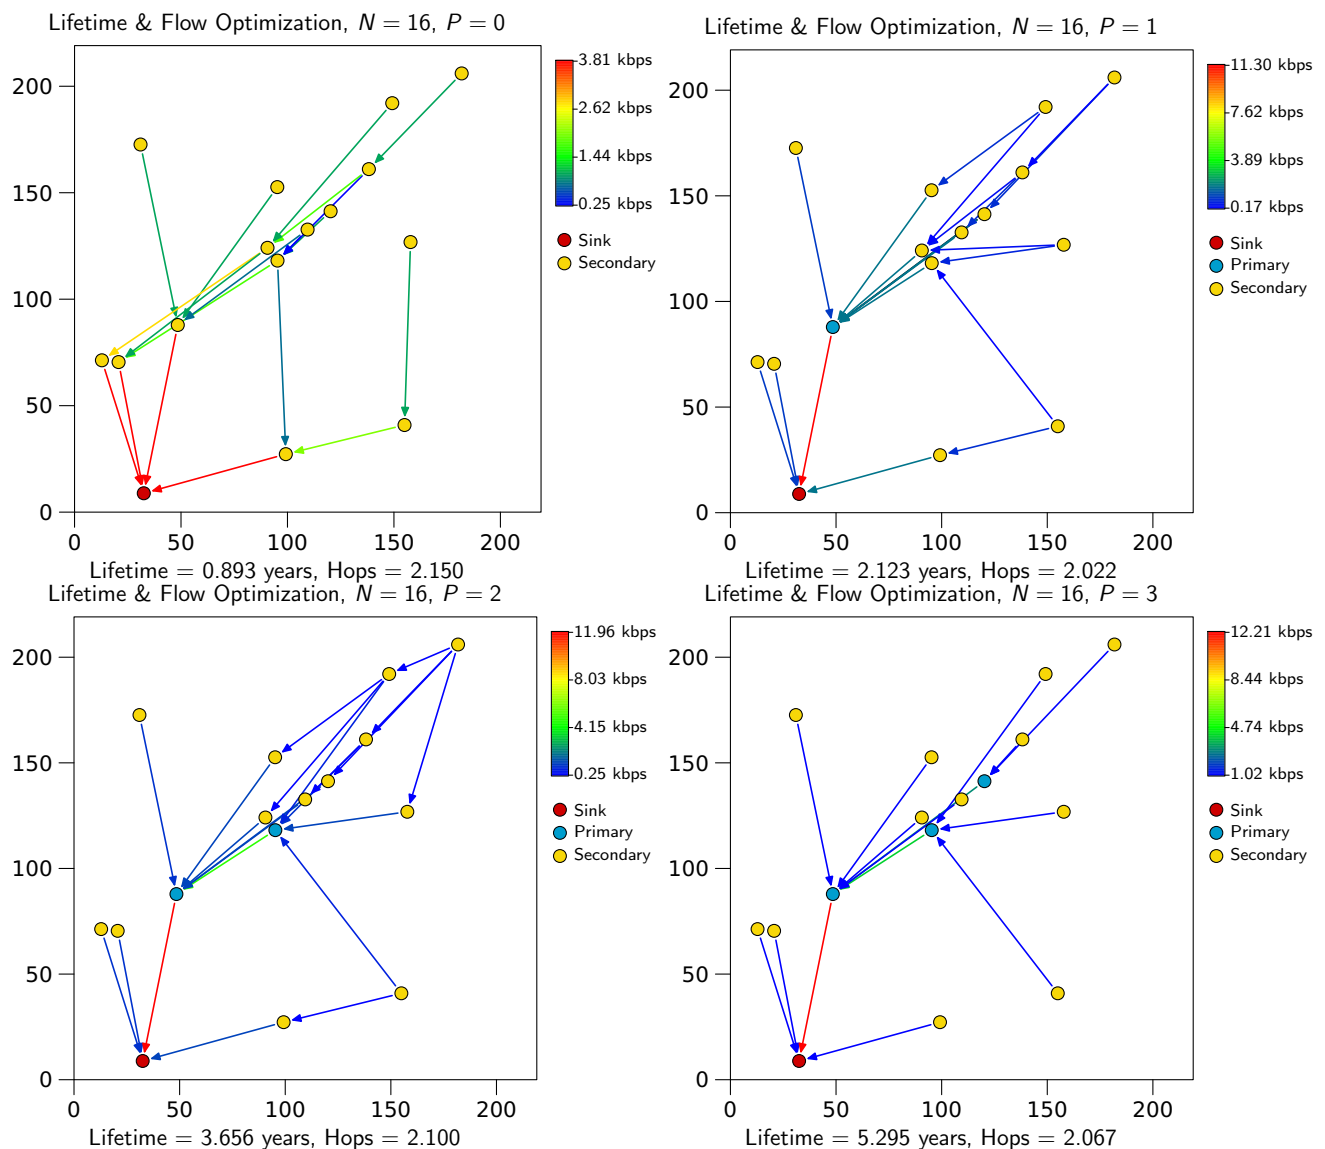 Lifetime & Flow Optimization, N = 16, P = 0
200
150
100
50
0
0 50 100 150 200
3.81 kbps
2.62 kbps
1.44 kbps
0.25 kbps
Sink
Secondary
Lifetime = 0.893 years, Hops = 2.150
Lifetime & Flow Optimization, N = 16, P = 1
200
150
100
50
0
0 50 100 150 200
11.30 kbps
7.62 kbps
3.89 kbps
0.17 kbps
Sink
Primary
Secondary
Lifetime = 2.123 years, Hops = 2.022
Lifetime & Flow Optimization, N = 16, P = 2
200
150
100
50
0
0 50 100 150 200
11.96 kbps
8.03 kbps
4.15 kbps
0.25 kbps
Sink
Primary
Secondary
Lifetime = 3.656 years, Hops = 2.100
Lifetime & Flow Optimization, N = 16, P = 3
200
150
100
50
0
0 50 100 150 200
12.21 kbps
8.44 kbps
4.74 kbps
1.02 kbps
Sink
Primary
Secondary
Lifetime = 5.295 years, Hops = 2.067